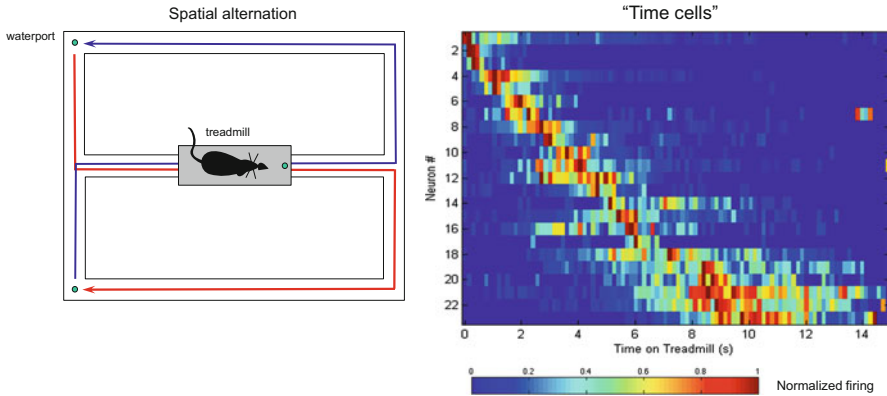 Spatial alternation
waterport
treadmill
“Time cells”
Neuron #
2
4
6
8
10
12
14
16
18
20
22
0 2 4 6 8 10 12 14
Time on Treadmill (s)
0 0.2 0.4 0.6 0.8 1
Normalized firing